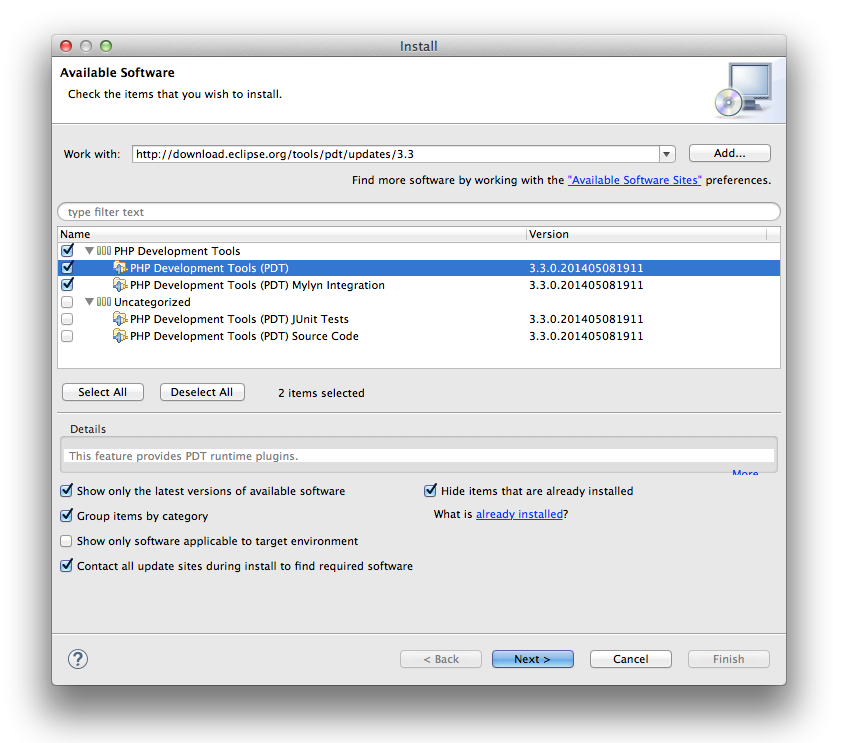 Install
Available Software
Check the items that you wish to install.
Work with: http://download.eclipse.org/tools/pdt/updates/3.3 Add...
Find more software by working with the "Available Software Sites" preferences.
type filter text
Name Version
PHP Development Tools
PHP Development Tools (PDT) 3.3.0.201405081911
PHP Development Tools (PDT) Mylyn Integration 3.3.0.201405081911
Uncategorized
PHP Development Tools (PDT) JUnit Tests 3.3.0.201405081911
PHP Development Tools (PDT) Source Code 3.3.0.201405081911
Select All Deselect All 2 items selected
Details
This feature provides PDT runtime plugins.
More...
Show only the latest versions of available software Hide items that are already installed
Group items by category What is already installed?
Show only software applicable to target environment
Contact all update sites during install to find required software
? < Back Next > Cancel Finish